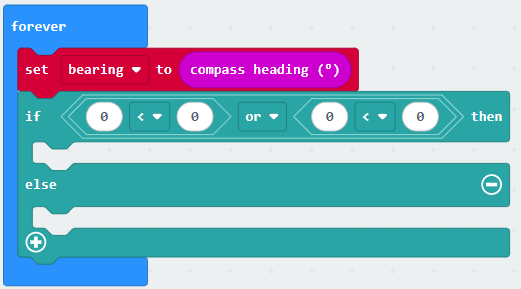 forever
set bearing to compass heading (°)
if 0 < 0 or 0 < 0 then
else